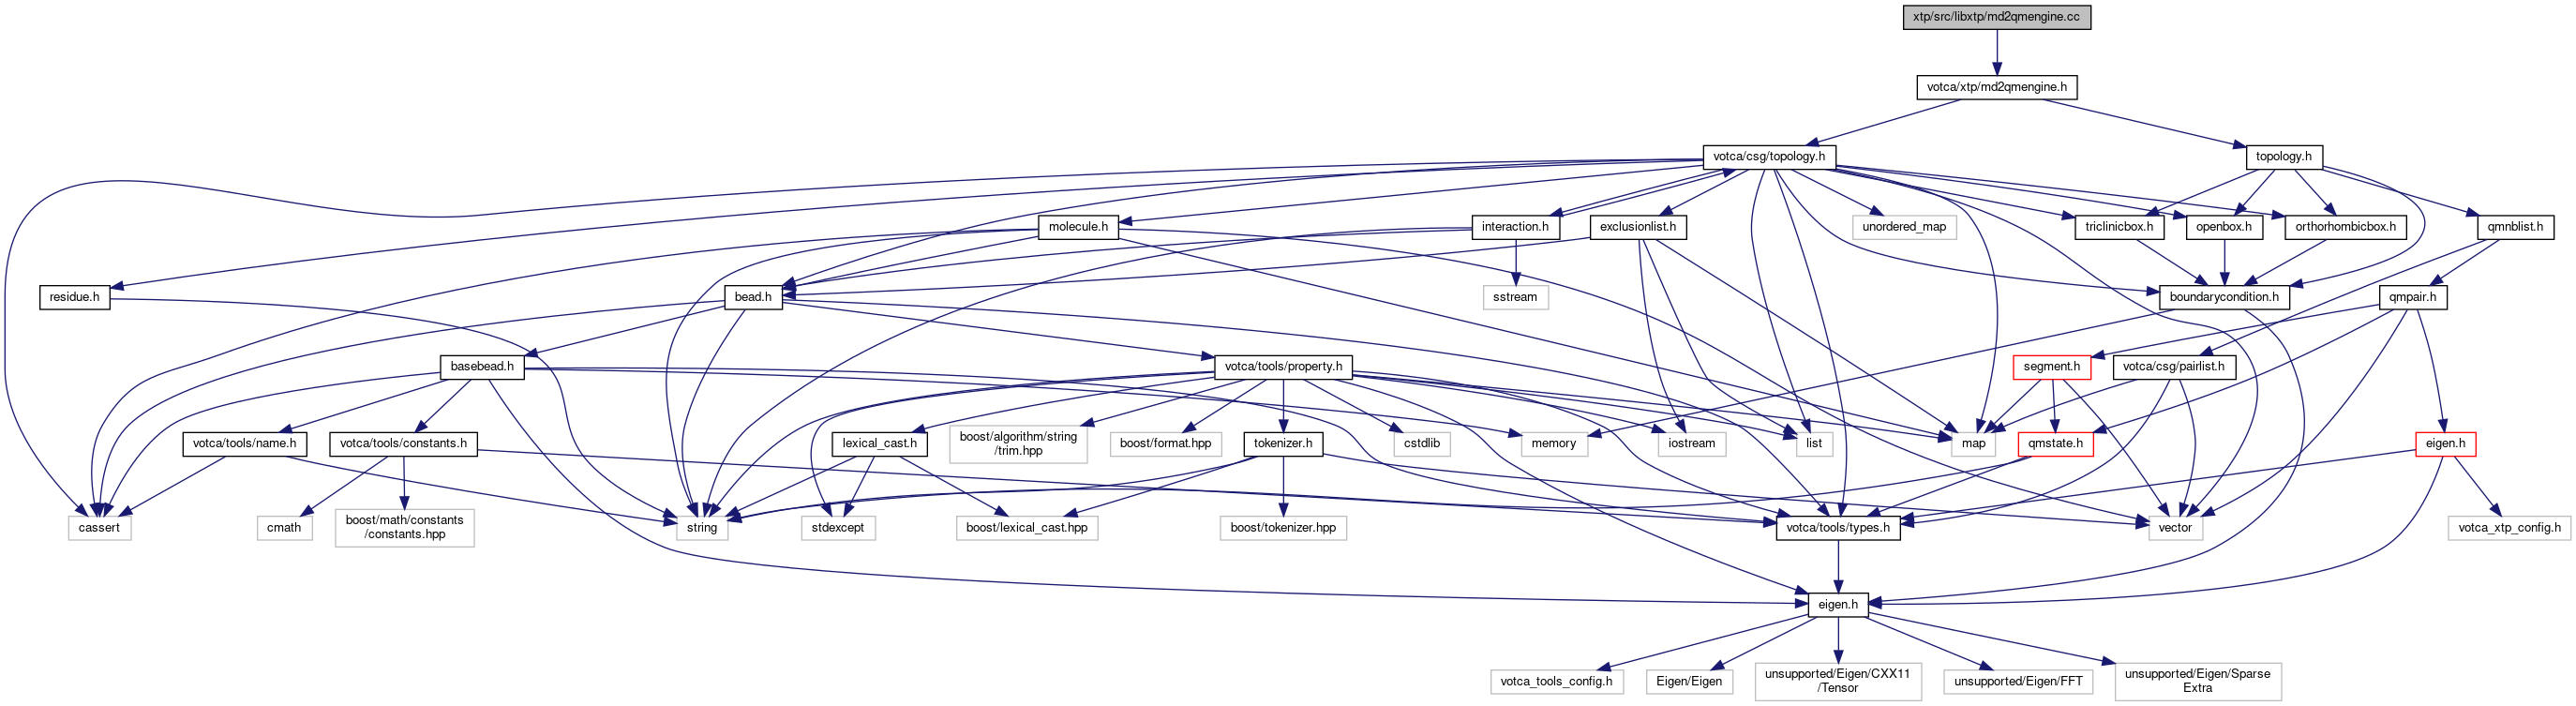 xtp/src/libxtp/md2qmengine.cc
votca/xtp/md2qmengine.h
votca/csg/topology.h
topology.h
molecule.h
interaction.h
exclusionlist.h
unordered_map
triclinicbox.h
openbox.h
orthorhombicbox.h
qmnblist.h
residue.h
bead.h
sstream
boundarycondition.h
qmpair.h
basebead.h
votca/tools/property.h
segment.h
votca/csg/pairlist.h
votca/tools/name.h
votca/tools/constants.h
lexical_cast.h
boost/algorithm/string
/trim.hpp
boost/format.hpp
tokenizer.h
cstdlib
memory
iostream
list
map
qmstate.h
eigen.h
cassert
cmath
boost/math/constants
/constants.hpp
string
stdexcept
boost/lexical_cast.hpp
boost/tokenizer.hpp
votca/tools/types.h
vector
votca_xtp_config.h
eigen.h
votca_tools_config.h
Eigen/Eigen
unsupported/Eigen/CXX11
/Tensor
unsupported/Eigen/FFT
unsupported/Eigen/Sparse
Extra